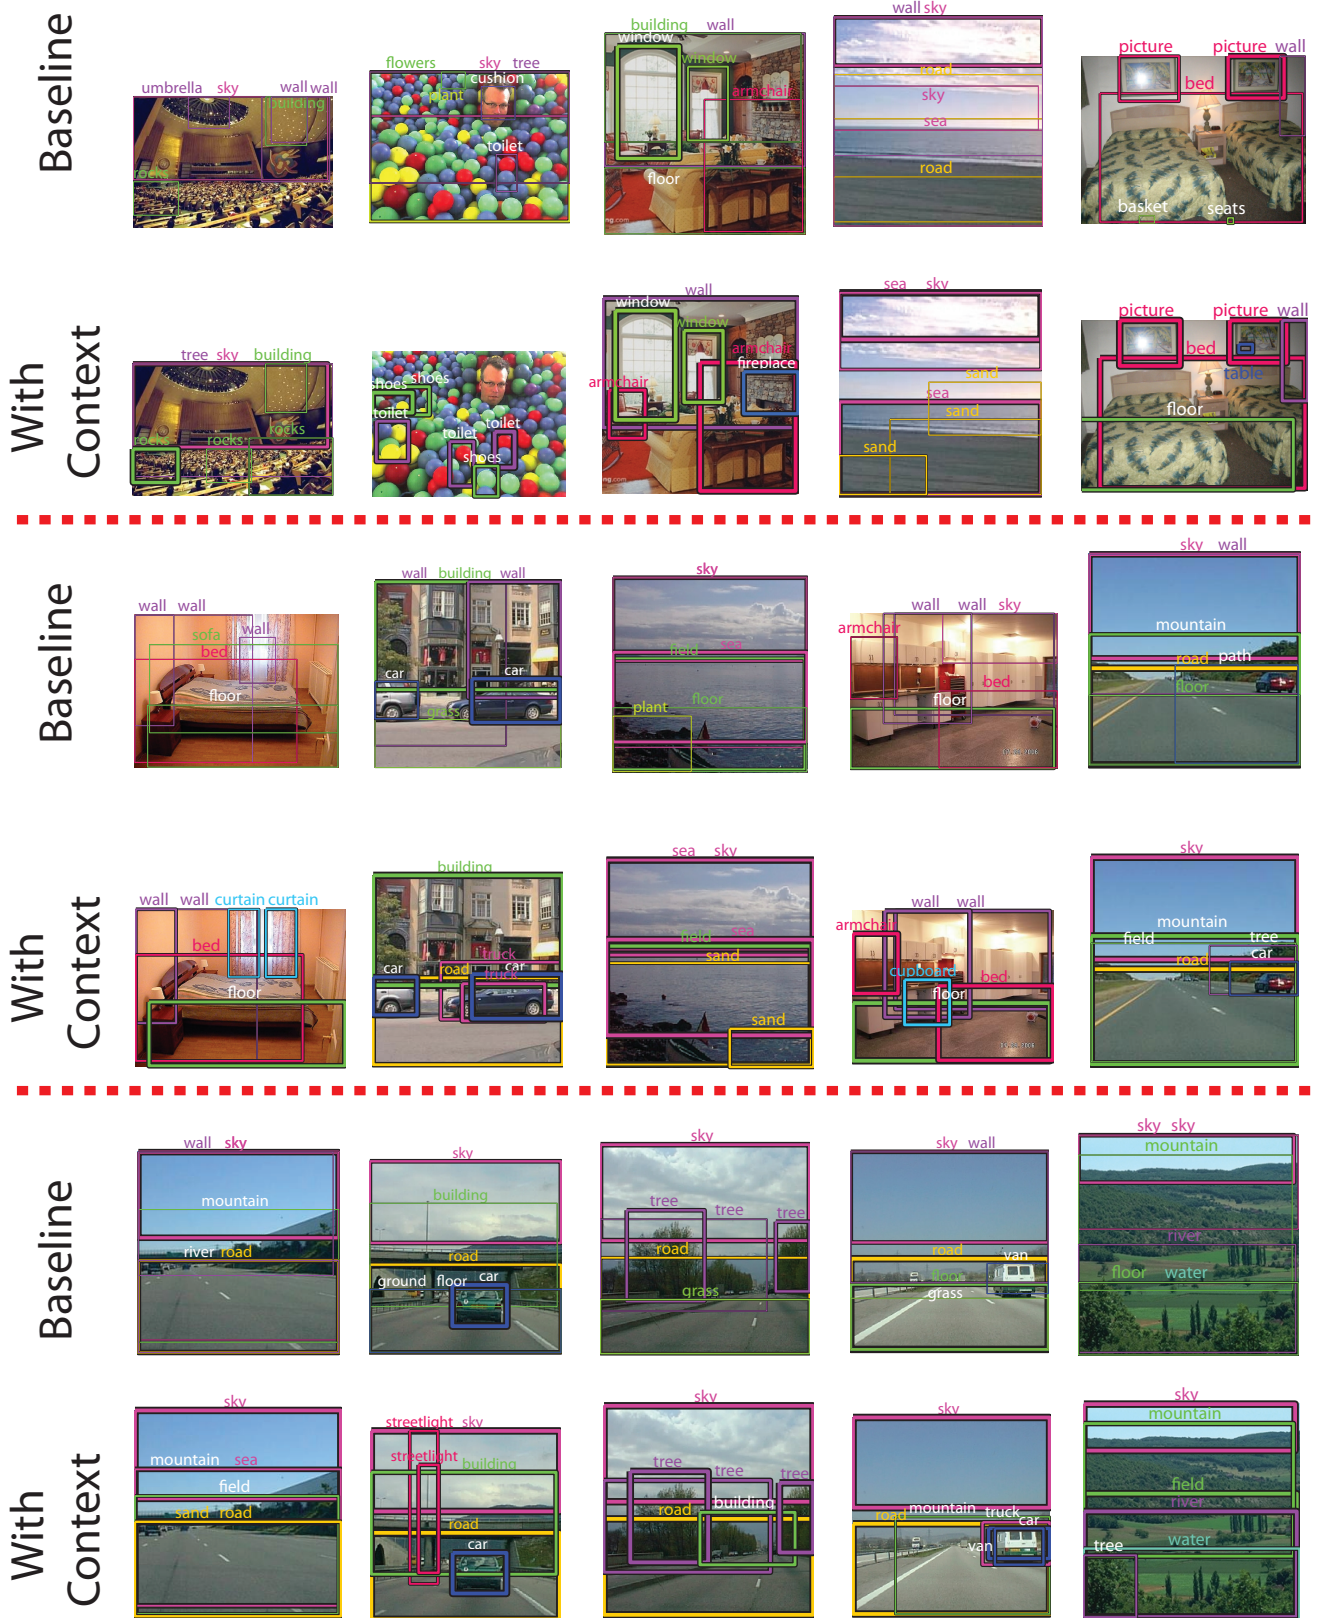 Baseline
umbrella sky wall wall
building
rocks
flowers sky tree
cushion
plant
toilet
building wall
window
window
armchair
floor
ng.com
wall sky
road
sky
sea
road
picture picture wall
bed
basket seats
With
Context
tree sky building
rocks
rocks rocks
shoes shoes
toilet
toilet toilet
shoes
wall
window
window
armchair
fireplace
armchair
ng.com
sea sky
sand
sea
sand
sand
picture picture wall
bed
table
floor
Baseline
wall wall
wall
sofa
bed
floor
wall building wall
car car
grass
sky
field sea
floor
plant
wall wall sky
armchair
bed
floor
sky wall
mountain
road path
floor
With
Context
wall wall curtain curtain
bed
floor
building
truck
car road car
truck
sea sky
field sea
sand
sand
wall wall
armchair
cupboard
bed
floor
sky
mountain
field tree
road car
Baseline
wall sky
mountain
river road
sky
building
road
ground floor car
sky
tree
tree tree
road
grass
sky wall
road van
floor
grass
sky sky
mountain
river
floor water
With
Context
sky
mountain sea
field
sand road
streetlight sky
streetlight building
road
car
sky
tree
tree tree
road building
sky
mountain truck
road car
van
sky
mountain
field
river
water
tree